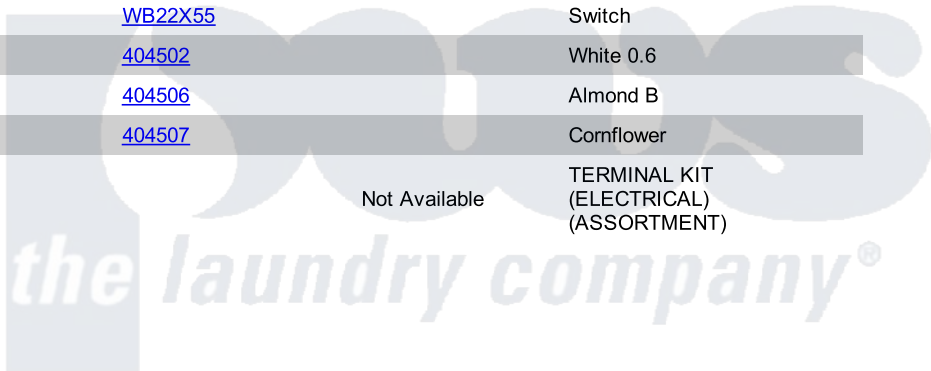 WB22X55 Switch
404502 White 0.6
404506 Almond B
404507 Cornflower
TERMINAL KIT
Not Available (ELECTRICAL)
(ASSORTMENT)
the laundry company®